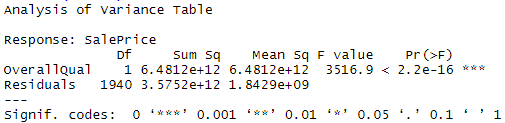 Analysis of Variance Table
Response: SalePrice
Df Sum Sq Mean Sq F value Pr(>F)
OverallQual 1 6.4812e+12 6.4812e+12 3516.9 < 2.2e-16 ***
Residuals 1940 3.5752e+12 1.8429e+09
---
Signif. codes: 0 ‘***’ 0.001 ‘**’ 0.01 ‘*’ 0.05 ‘.’ 0.1 ‘ ’ 1